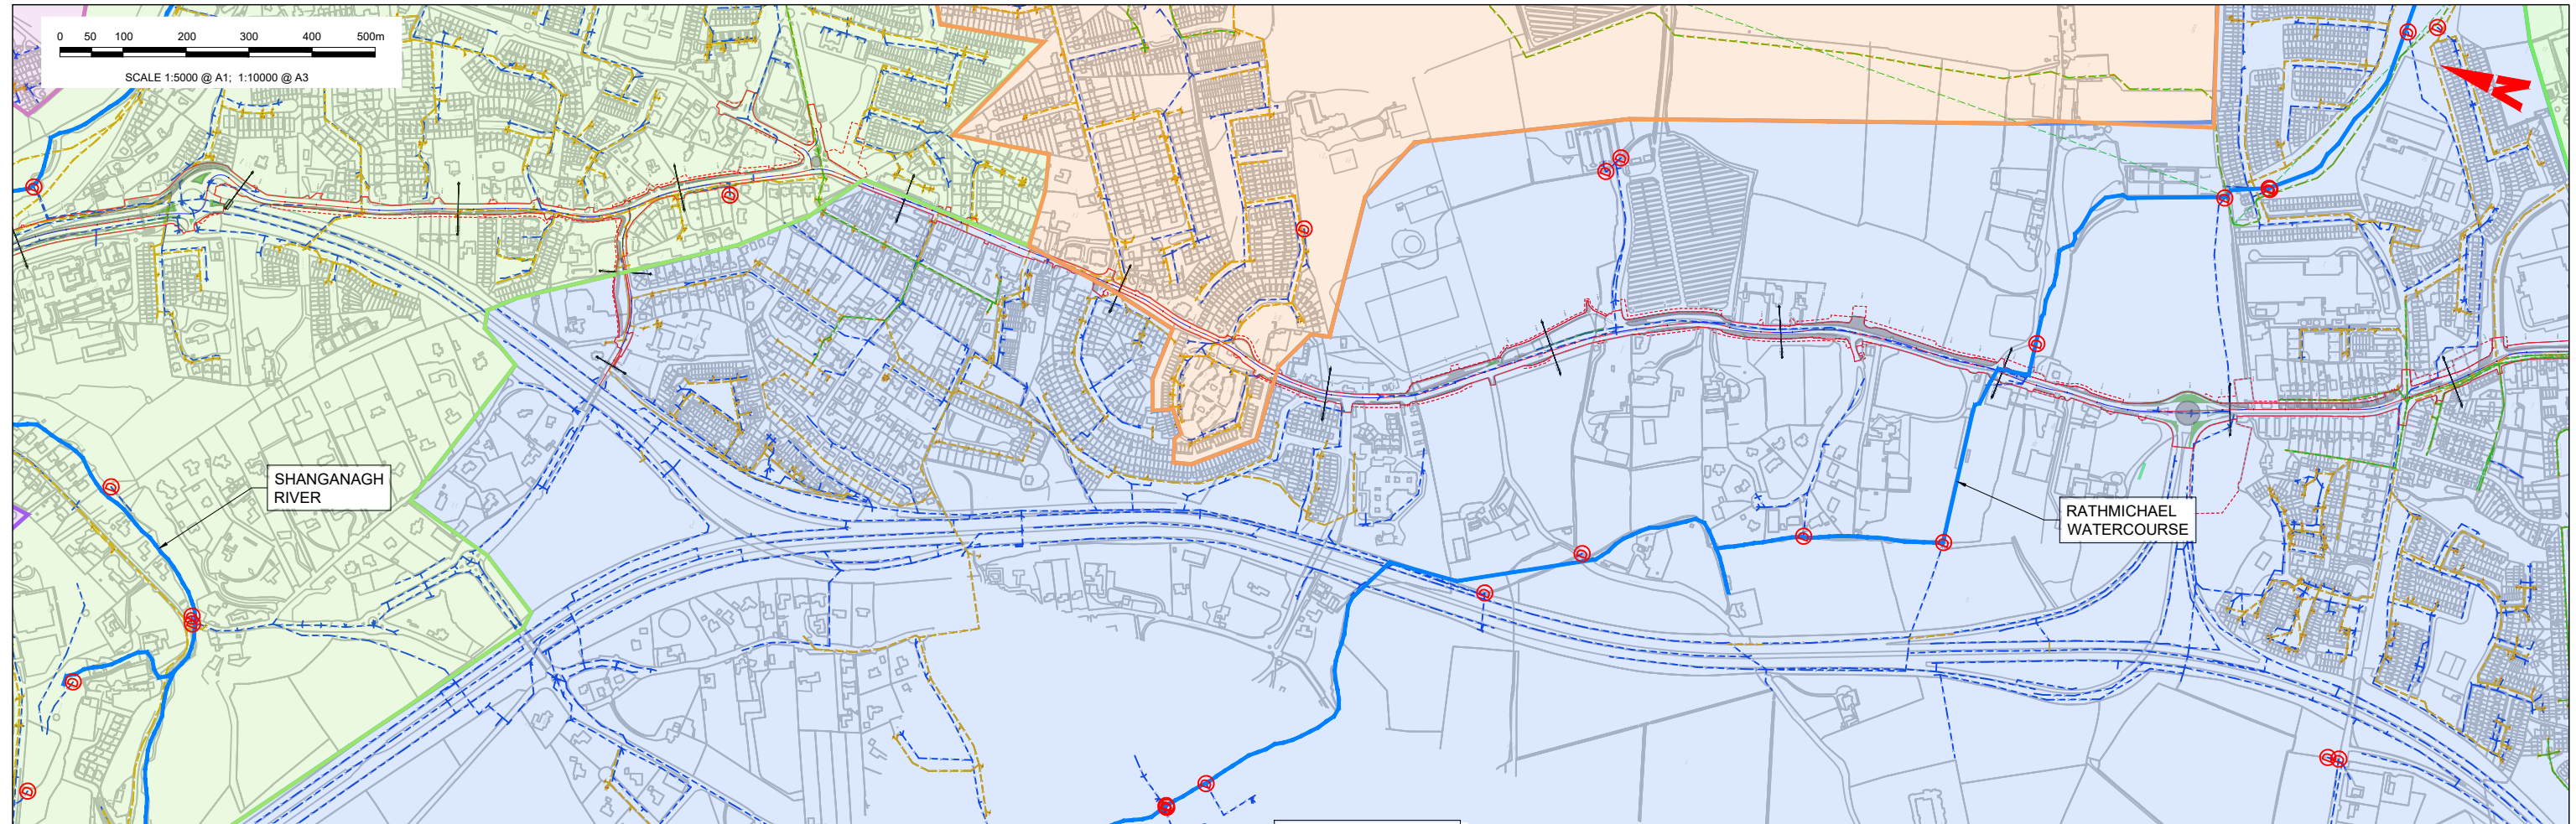 0 50 100 200 300 400 500m
SCALE 1:5000 @ A1; 1:10000 @ A3
N
SHANGANAGH
RIVER
RATHMICHAEL
WATERCOURSE